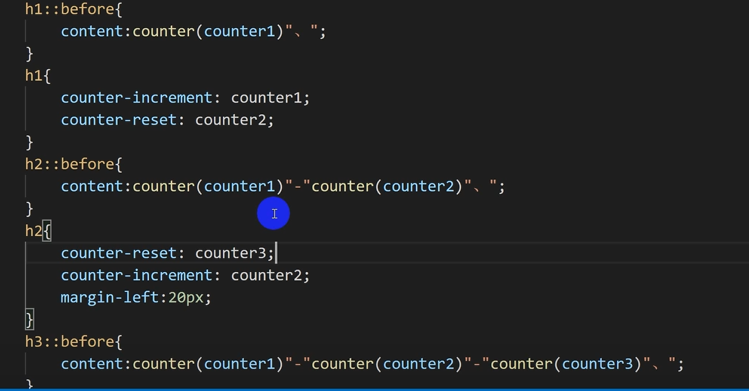 h1::before{
content:counter(counter1)"、";
}
h1{
counter-increment: counter1;
counter-reset: counter2;
}
h2::before{
content:counter(counter1)"-"counter(counter2)"、";
}
h2{
counter-reset: counter3;
counter-increment: counter2;
margin-left:20px;
}
h3::before{
content:counter(counter1)"-"counter(counter2)"-"counter(counter3)"、";
}